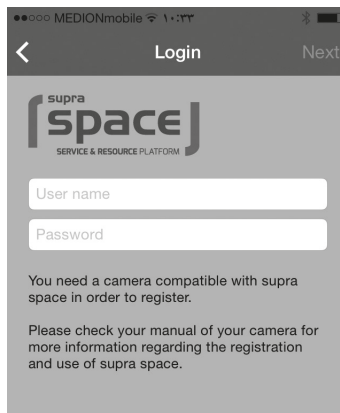 ●●○○○ MEDIONmobile ١٠:٣٣
Login Next
supra
space
SERVICE & RESOURCE PLATFORM
User name
Password
You need a camera compatible with supra
space in order to register.
Please check your manual of your camera for
more information regarding the registration
and use of supra space.